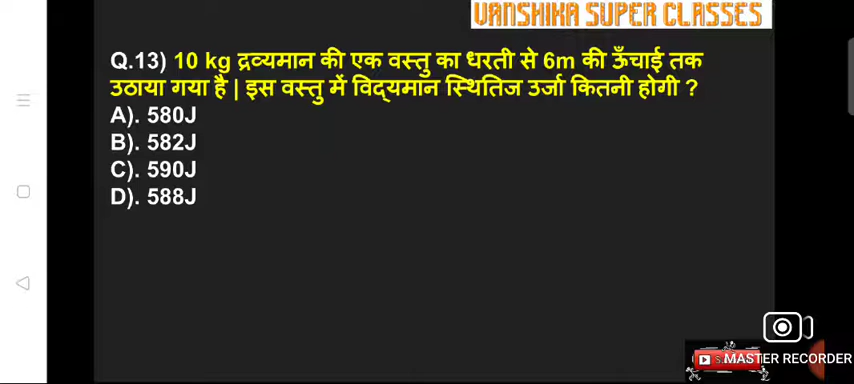 VANSHIKA SUPER CLASSES
Q.13) 10 kg द्रव्यमान की एक वस्तु का धरती से 6m की ऊँचाई तक
उठाया गया है | इस वस्तु में विद्यमान स्थितिज उर्जा कितनी होगी ?
A). 580J
B). 582J
C). 590J
D). 588J
MASTER RECORDER